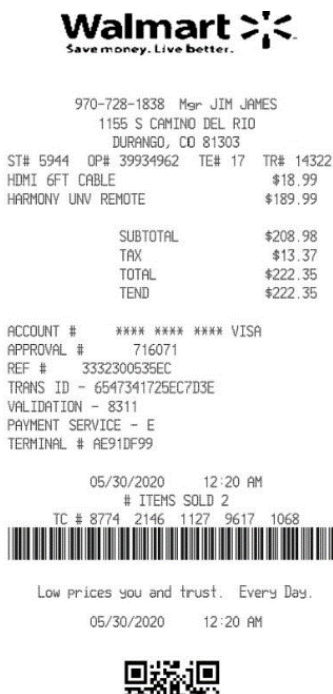 Walmart
Save money. Live better.
970-728-1838 Mgr JIM JAMES
1155 S CAMINO DEL RIO
DURANGO, CO 81303
ST# 5944 OP# 39934962 TE# 17 TR# 14322
HDMI 6FT CABLE $18.99
HARMONY UNV REMOTE $189.99
SUBTOTAL $208.98
TAX $13.37
TOTAL $222.35
TEND $222.35
ACCOUNT # **** **** **** VISA
APPROVAL # 716071
REF # 3332300535EC
TRANS ID - 6547341725EC7D3E
VALIDATION - 8311
PAYMENT SERVICE - E
TERMINAL # AE91DF99
05/30/2020 12:20 AM
# ITEMS SOLD 2
TC # 8774 2146 1127 9617 1068
Low prices you and trust. Every Day.
05/30/2020 12:20 AM